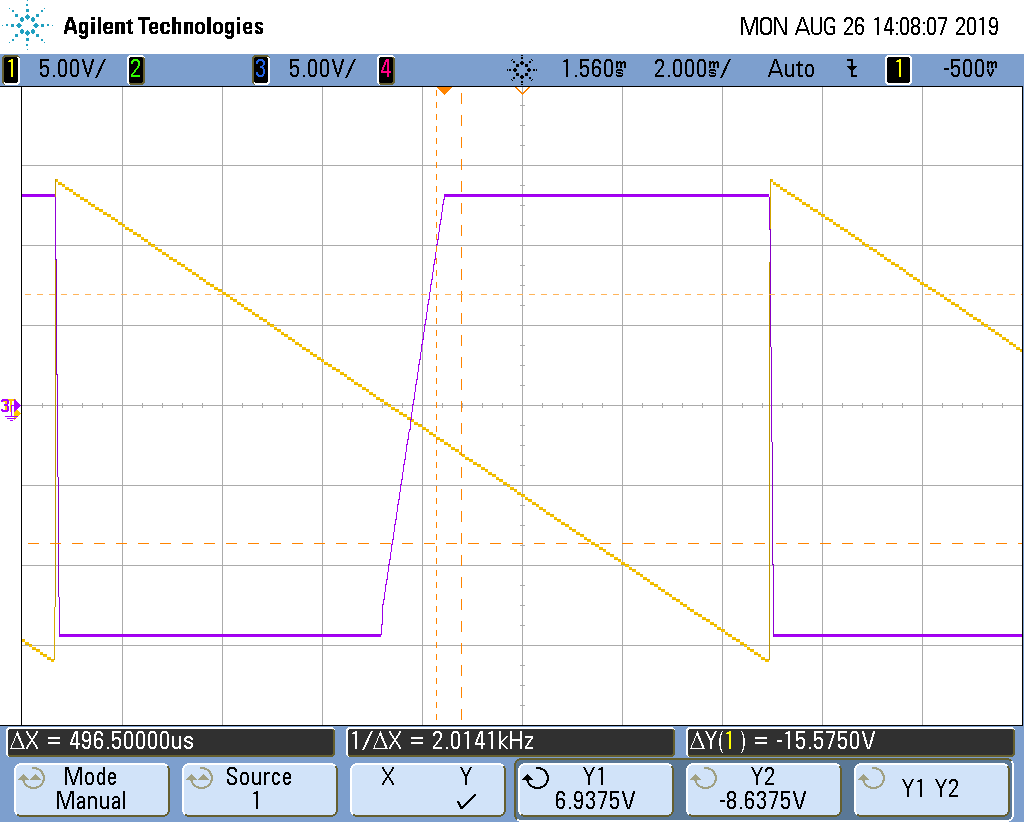 Agilent Technologies MON AUG 26 14:08:07 2019
1 5.00V/ 2 3 5.00V/ 4 1.560ms 2.000ms/ Auto 1 -500mV
3
ΔX = 496.50000us 1/ΔX = 2.0141kHz ΔY(1) = -15.5750V
Mode Source X Y Y1 Y2 Y1 Y2
Manual 1 ✓ 6.9375V -8.6375V